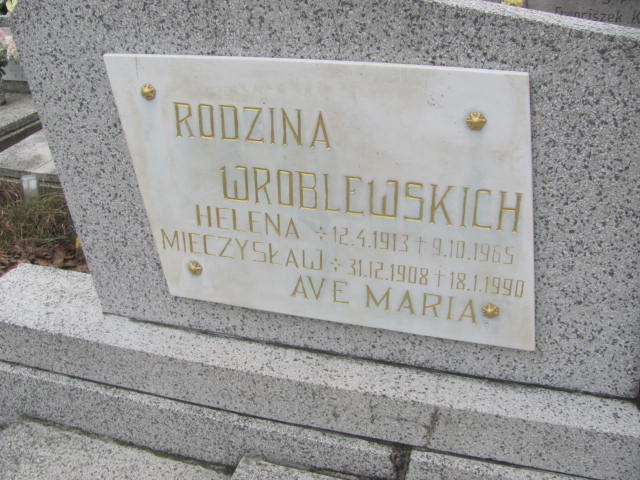 RODZINA
WROBLEWSKICH
HELENA ÷ 12.4.1913 + 9.10.1965
MIECZYSŁAW ÷ 31.12.1908 + 18.1.1990
AVE MARIA